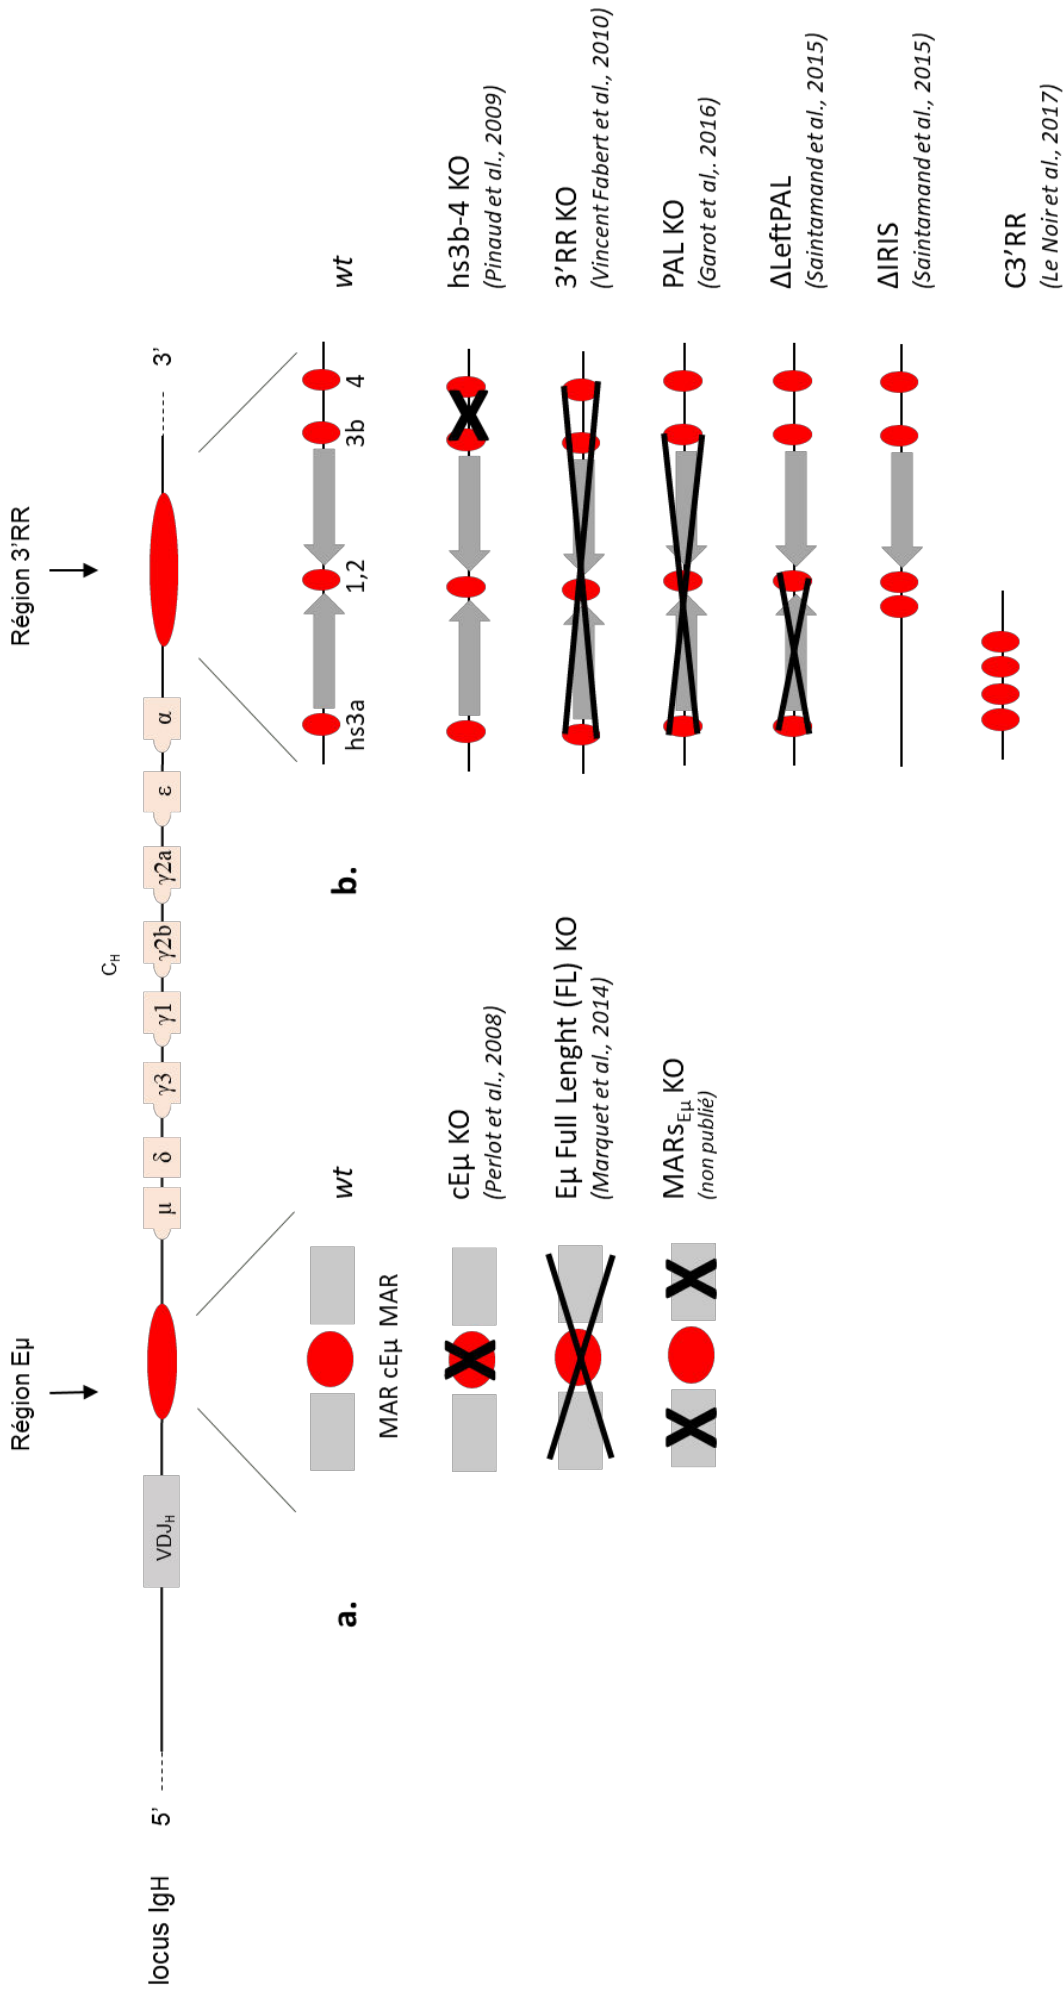 Région Eµ
Région 3'RR
CH
locus IgH
5'
VDJH
µ
δ
γ3
γ1
γ2b
γ2a
ε
α
3'
a.
wt
MAR cEµ MAR
cEµ KO
(Perlot et al., 2008)
Eµ Full Lenght (FL) KO
(Marquet et al., 2014)
MARsEµ KO
(non publié)
b.
wt
hs3a
1,2
3b
4
hs3b-4 KO
(Pinaud et al., 2009)
3'RR KO
(Vincent Fabert et al., 2010)
PAL KO
(Garot et al,. 2016)
ΔLeftPAL
(Saintamand et al., 2015)
ΔIRIS
(Saintamand et al., 2015)
C3'RR
(Le Noir et al., 2017)